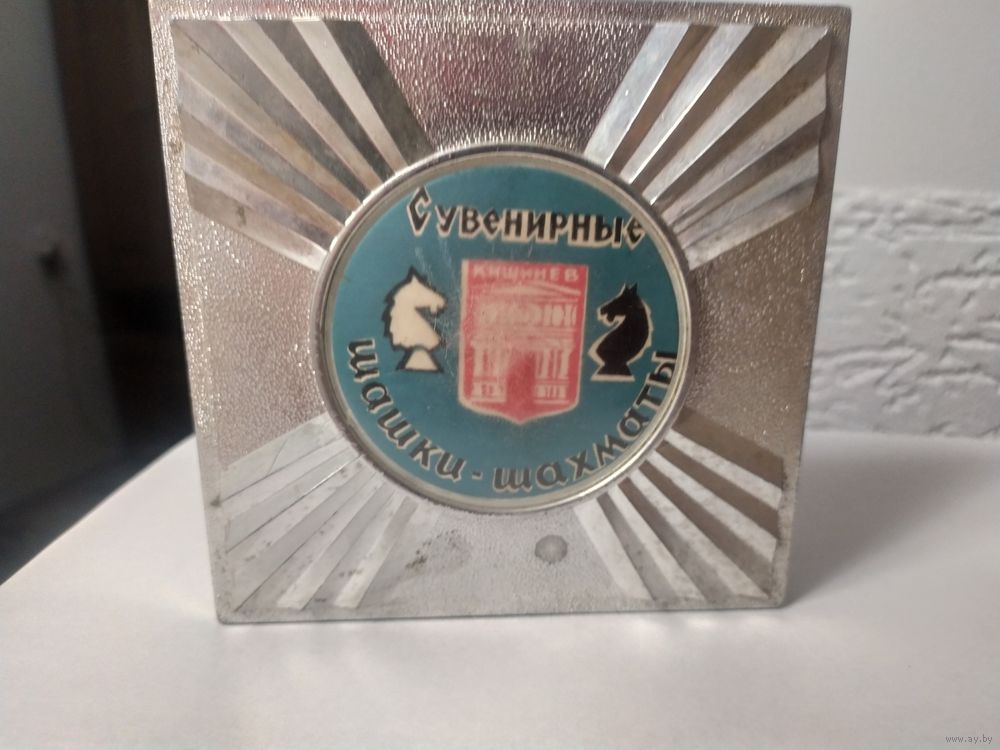 Сувенирные
КИШИНЕВ
шашки - шахматы
www.ay.by